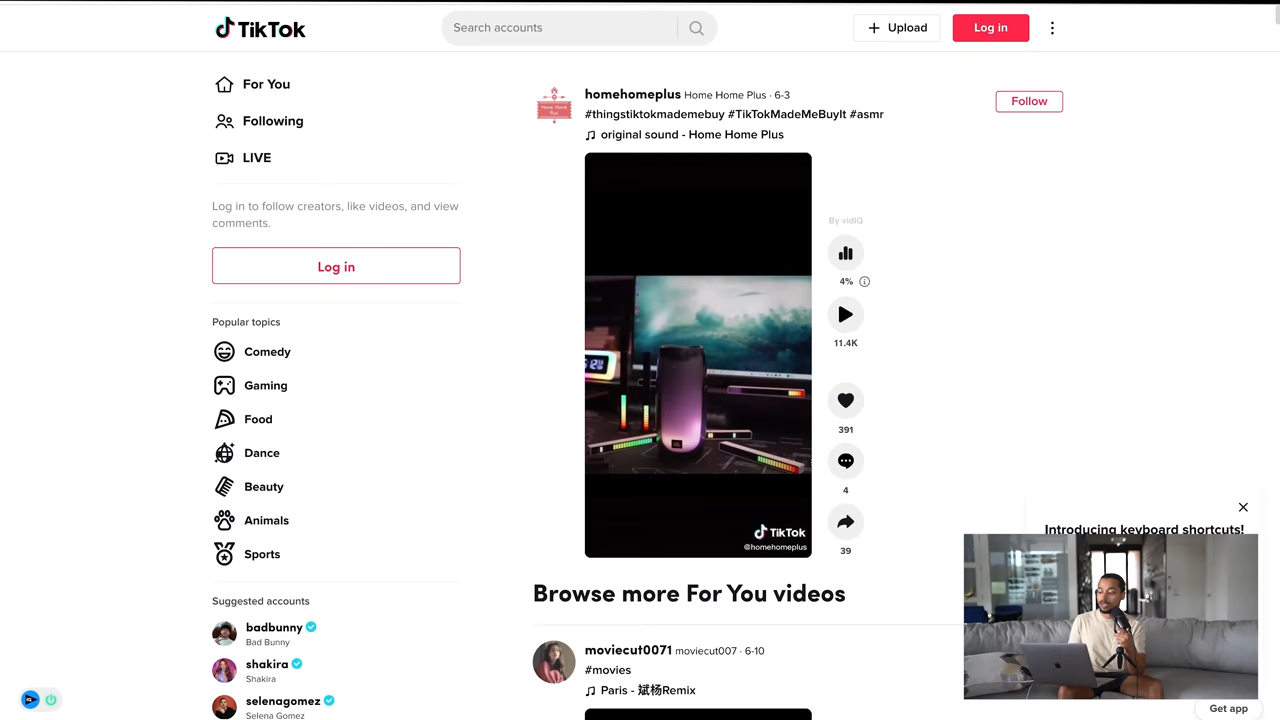 TikTok
Search accounts
Upload
Log in
For You
Following
LIVE
Log in to follow creators, like videos, and view
comments.
Log in
Popular topics
Comedy
Gaming
Food
Dance
Beauty
Animals
Sports
Suggested accounts
badbunny
Bad Bunny
shakira
Shakira
selenagomez
Selena Gomez
homehomeplus Home Home Plus · 6-3
#thingstiktokmademebuy #TikTokMadeMeBuyIt #asmr
original sound - Home Home Plus
Follow
By vidIQ
4%
11.4K
391
4
39
JBL
TikTok
@homehomeplus
Browse more For You videos
moviecut0071 moviecut007 · 6-10
#movies
Paris - 斌杨Remix
Introducing keyboard shortcuts!
Get app